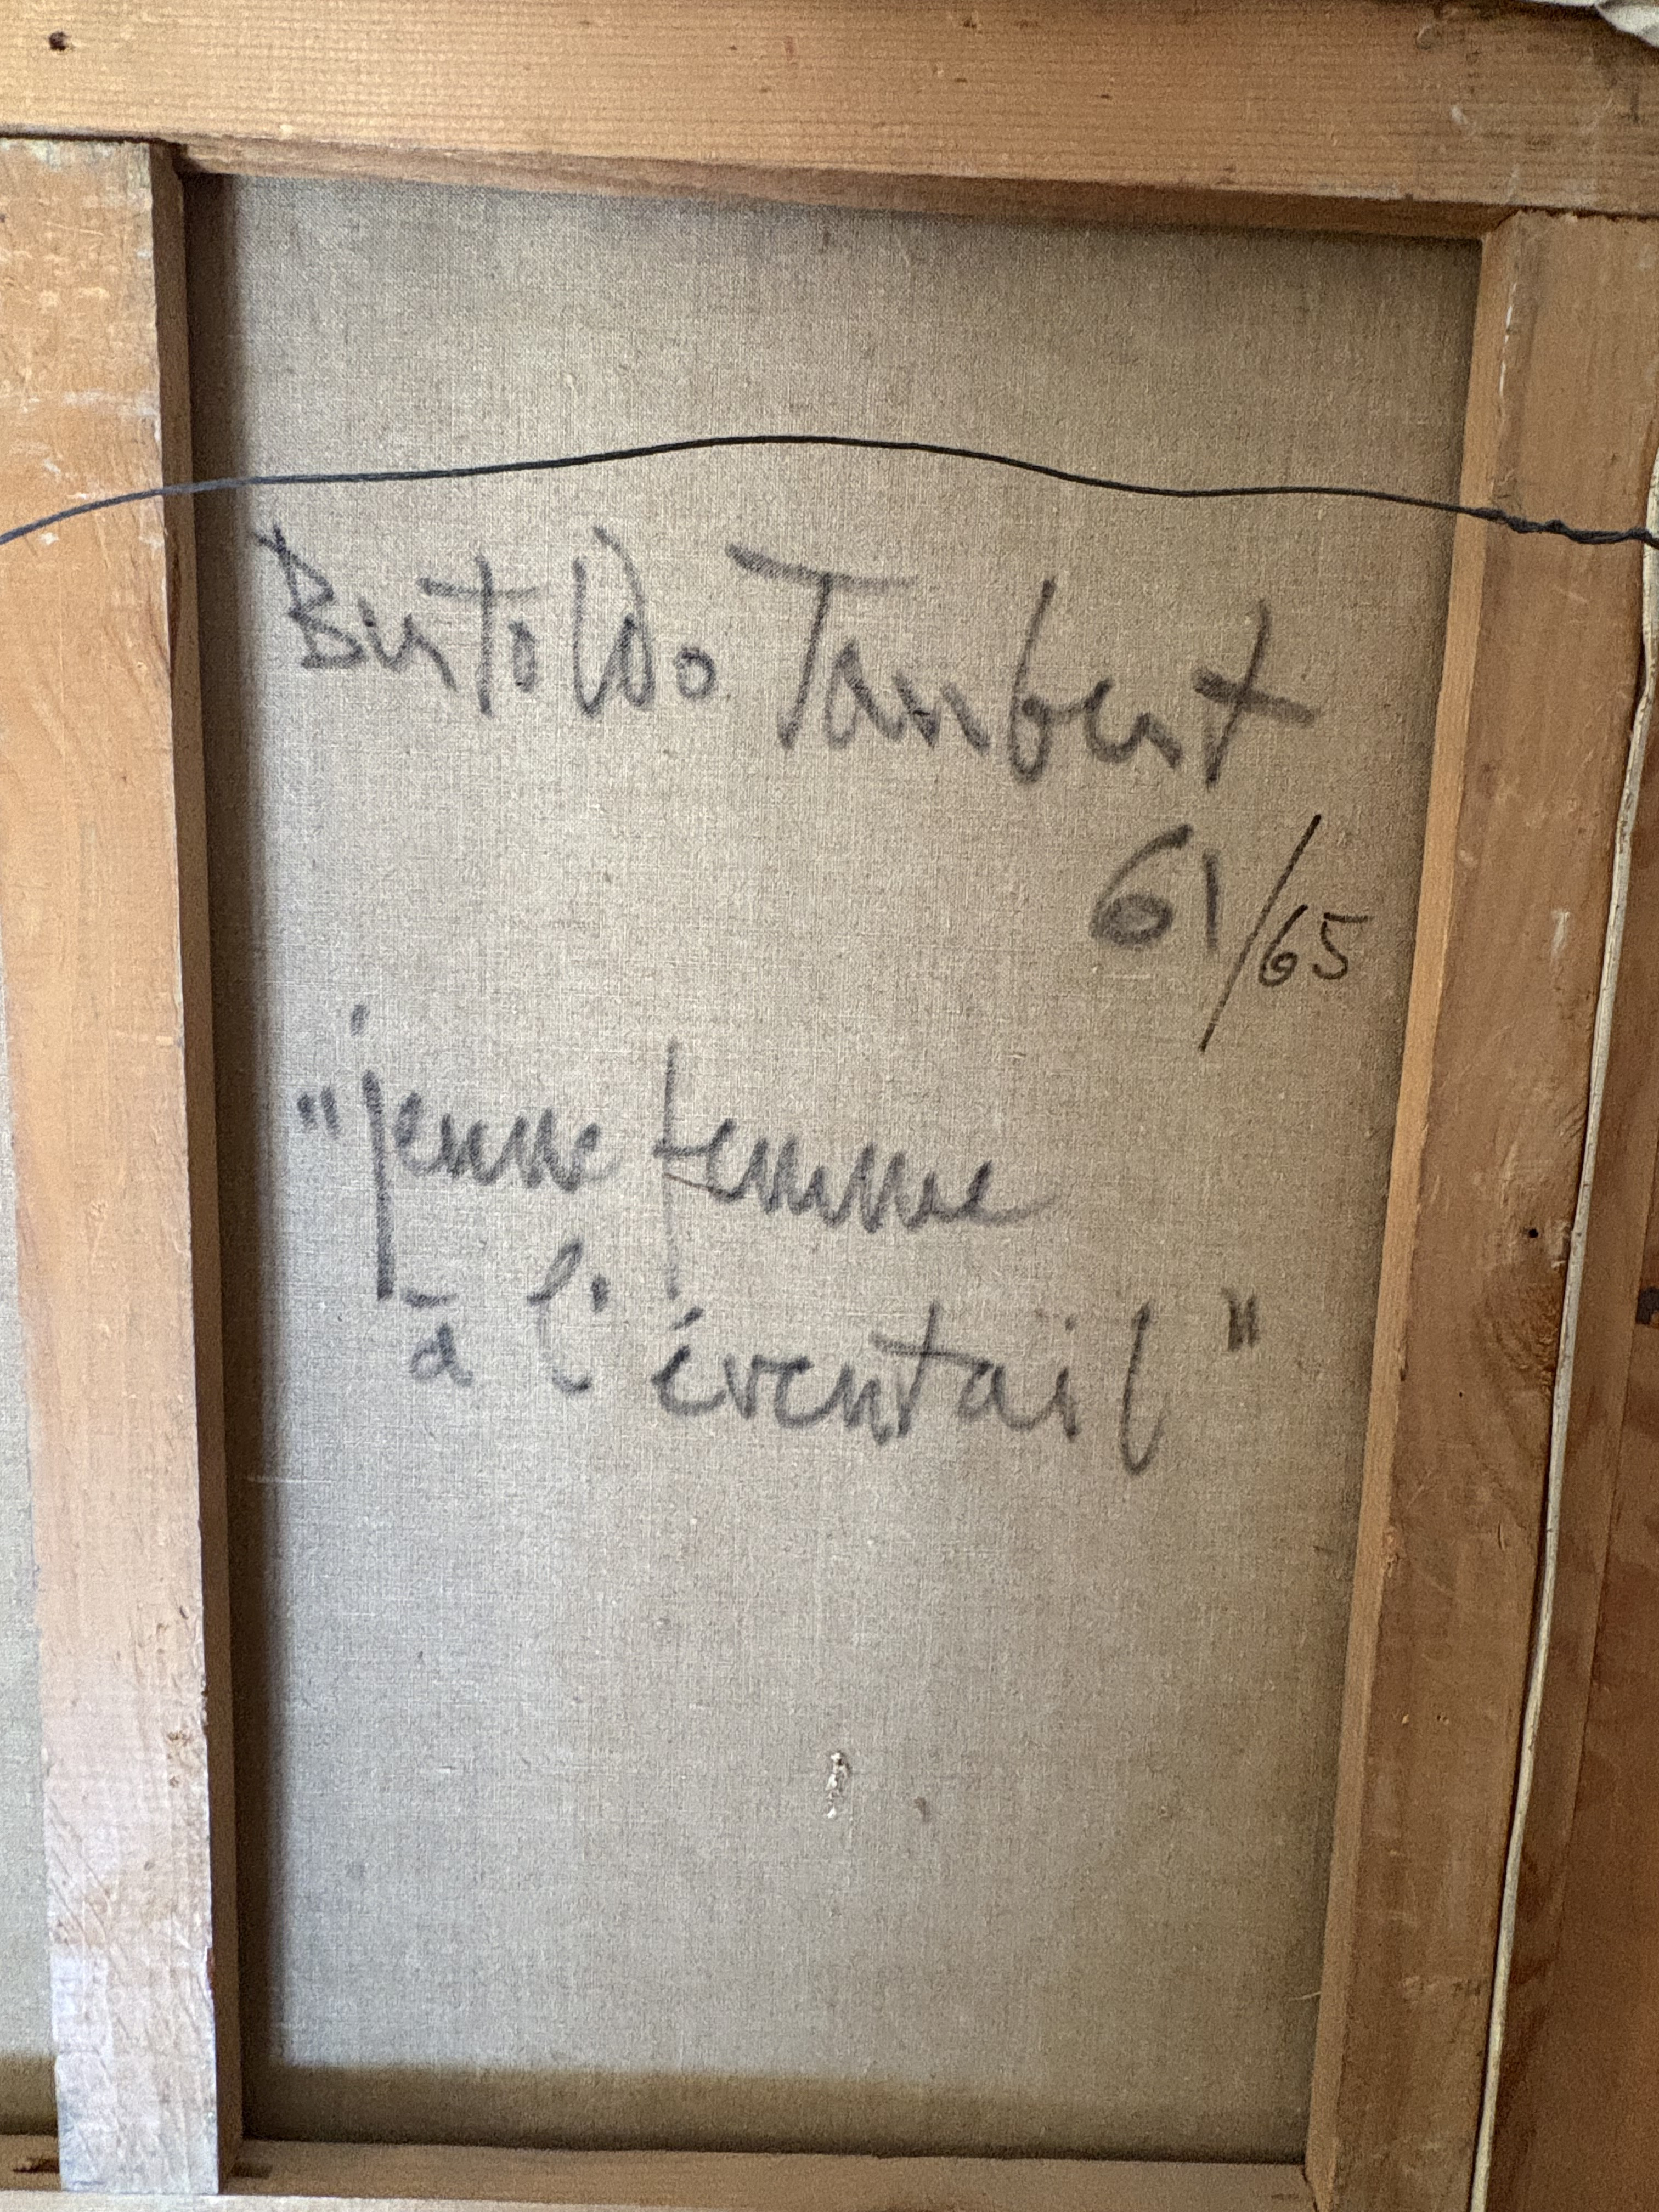 Bertoldo Taubert
61/65
"jeune femme
à l'éventail"